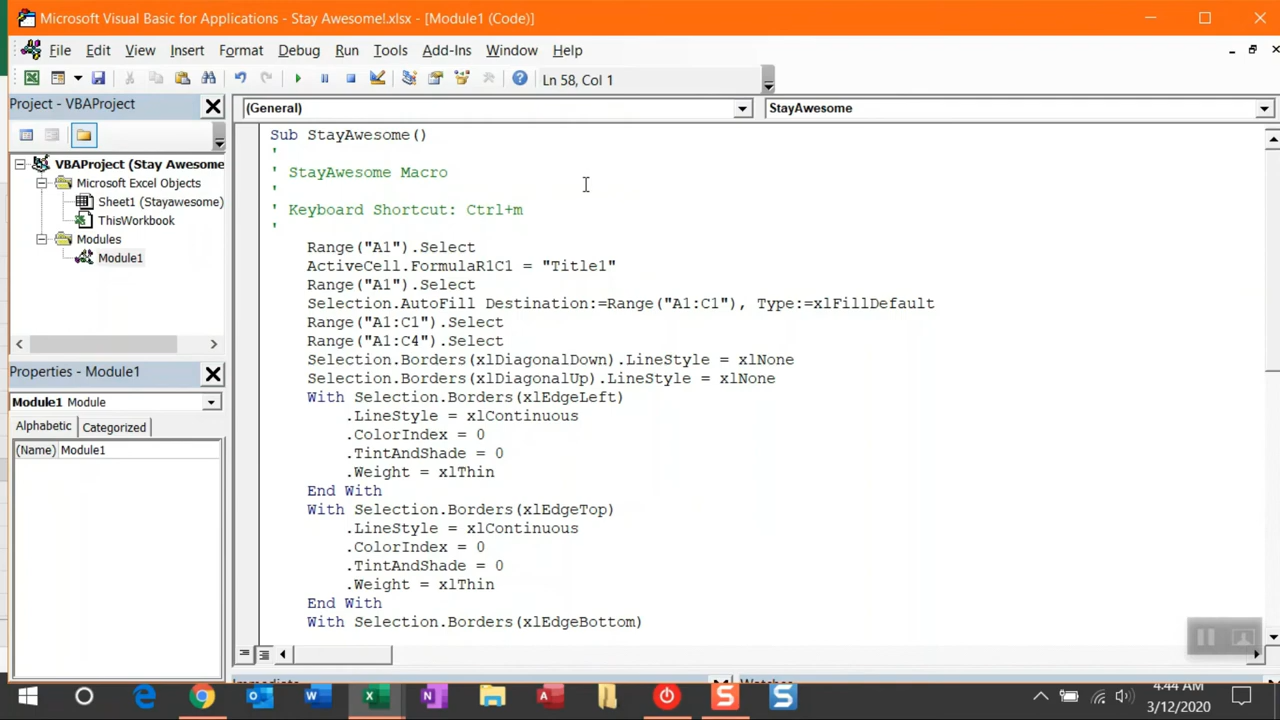 Microsoft Visual Basic for Applications - Stay Awesome!.xlsx - [Module1 (Code)]
File Edit View Insert Format Debug Run Tools Add-Ins Window Help
Ln 58, Col 1
Project - VBAProject
(General)
StayAwesome
VBAProject (Stay Awesome
Microsoft Excel Objects
Sheet1 (Stayawesome)
ThisWorkbook
Modules
Module1
Properties - Module1
Module1 Module
Alphabetic Categorized
(Name) Module1
Sub StayAwesome()
'
' StayAwesome Macro
'
' Keyboard Shortcut: Ctrl+m
'
Range("A1").Select
ActiveCell.FormulaR1C1 = "Title1"
Range("A1").Select
Selection.AutoFill Destination:=Range("A1:C1"), Type:=xlFillDefault
Range("A1:C1").Select
Range("A1:C4").Select
Selection.Borders(xlDiagonalDown).LineStyle = xlNone
Selection.Borders(xlDiagonalUp).LineStyle = xlNone
With Selection.Borders(xlEdgeLeft)
.LineStyle = xlContinuous
.ColorIndex = 0
.TintAndShade = 0
.Weight = xlThin
End With
With Selection.Borders(xlEdgeTop)
.LineStyle = xlContinuous
.ColorIndex = 0
.TintAndShade = 0
.Weight = xlThin
End With
With Selection.Borders(xlEdgeBottom)
4:44 AM
3/12/2020